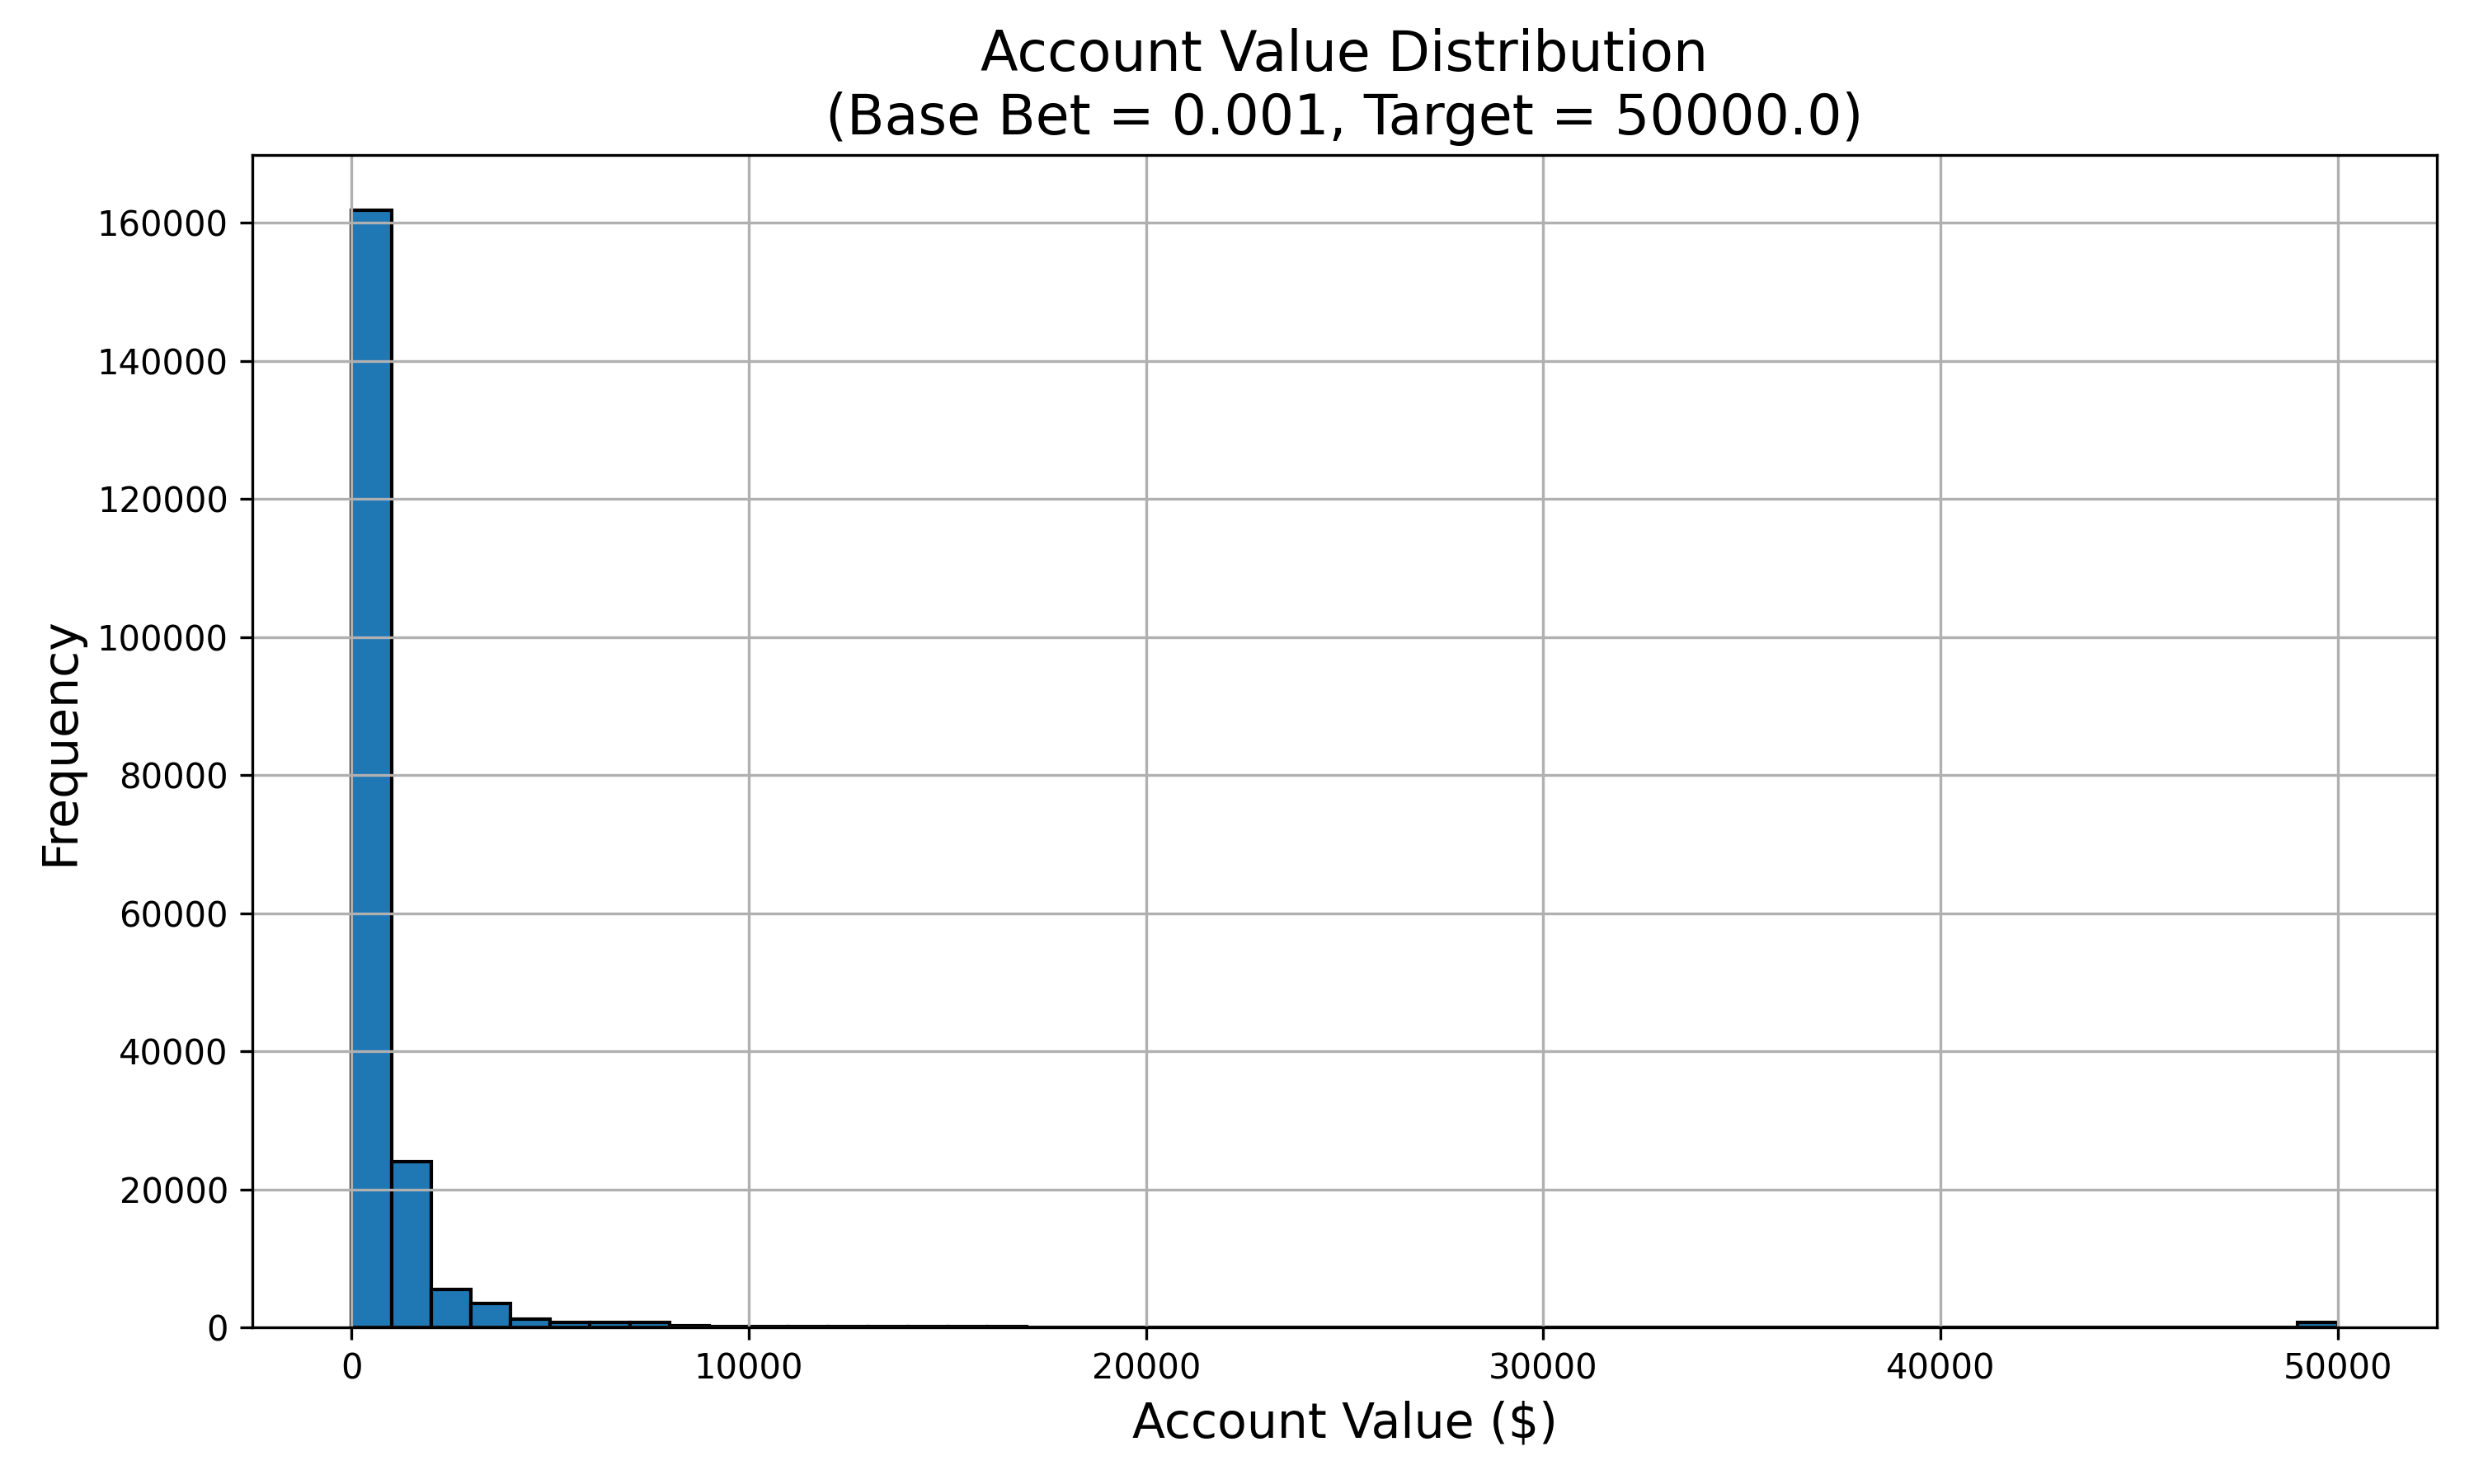 Account Value Distribution
(Base Bet = 0.001, Target = 50000.0)
Frequency
160000
140000
120000
100000
80000
60000
40000
20000
0
0 10000 20000 30000 40000 50000
Account Value ($)